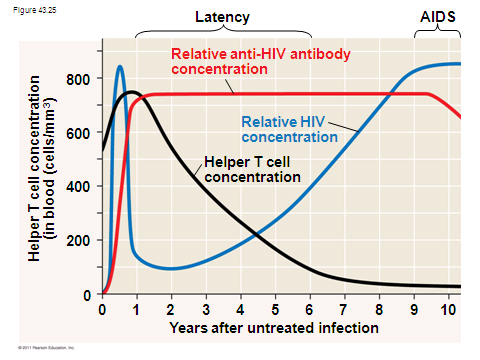 Figure 43.25
Latency
AIDS
Relative anti-HIV antibody
concentration
800
Relative HIV
concentration
600
Helper T cell
concentration
400
200
0
Helper T cell concentration
(in blood (cells/mm³)
0 1 2 3 4 5 6 7 8 9 10
Years after untreated infection
© 2011 Pearson Education, Inc.